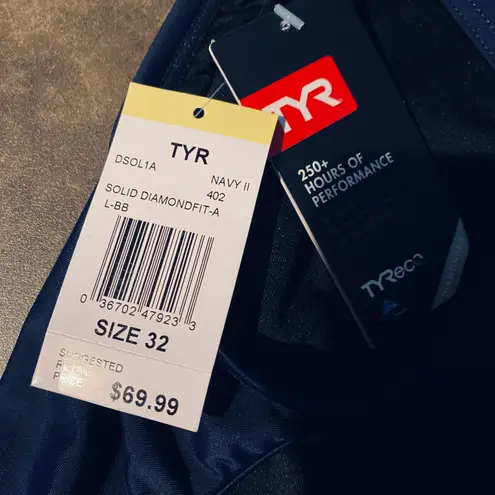 TYR
DSOL1A
NAVY II
402
SOLID DIAMONDFIT-A
L-BB
0 36702 47923 3
SIZE 32
SUGGESTED
RETAIL
PRICE
$69.99
TYR
250+
HOURS OF
PERFORMANCE
TYReco